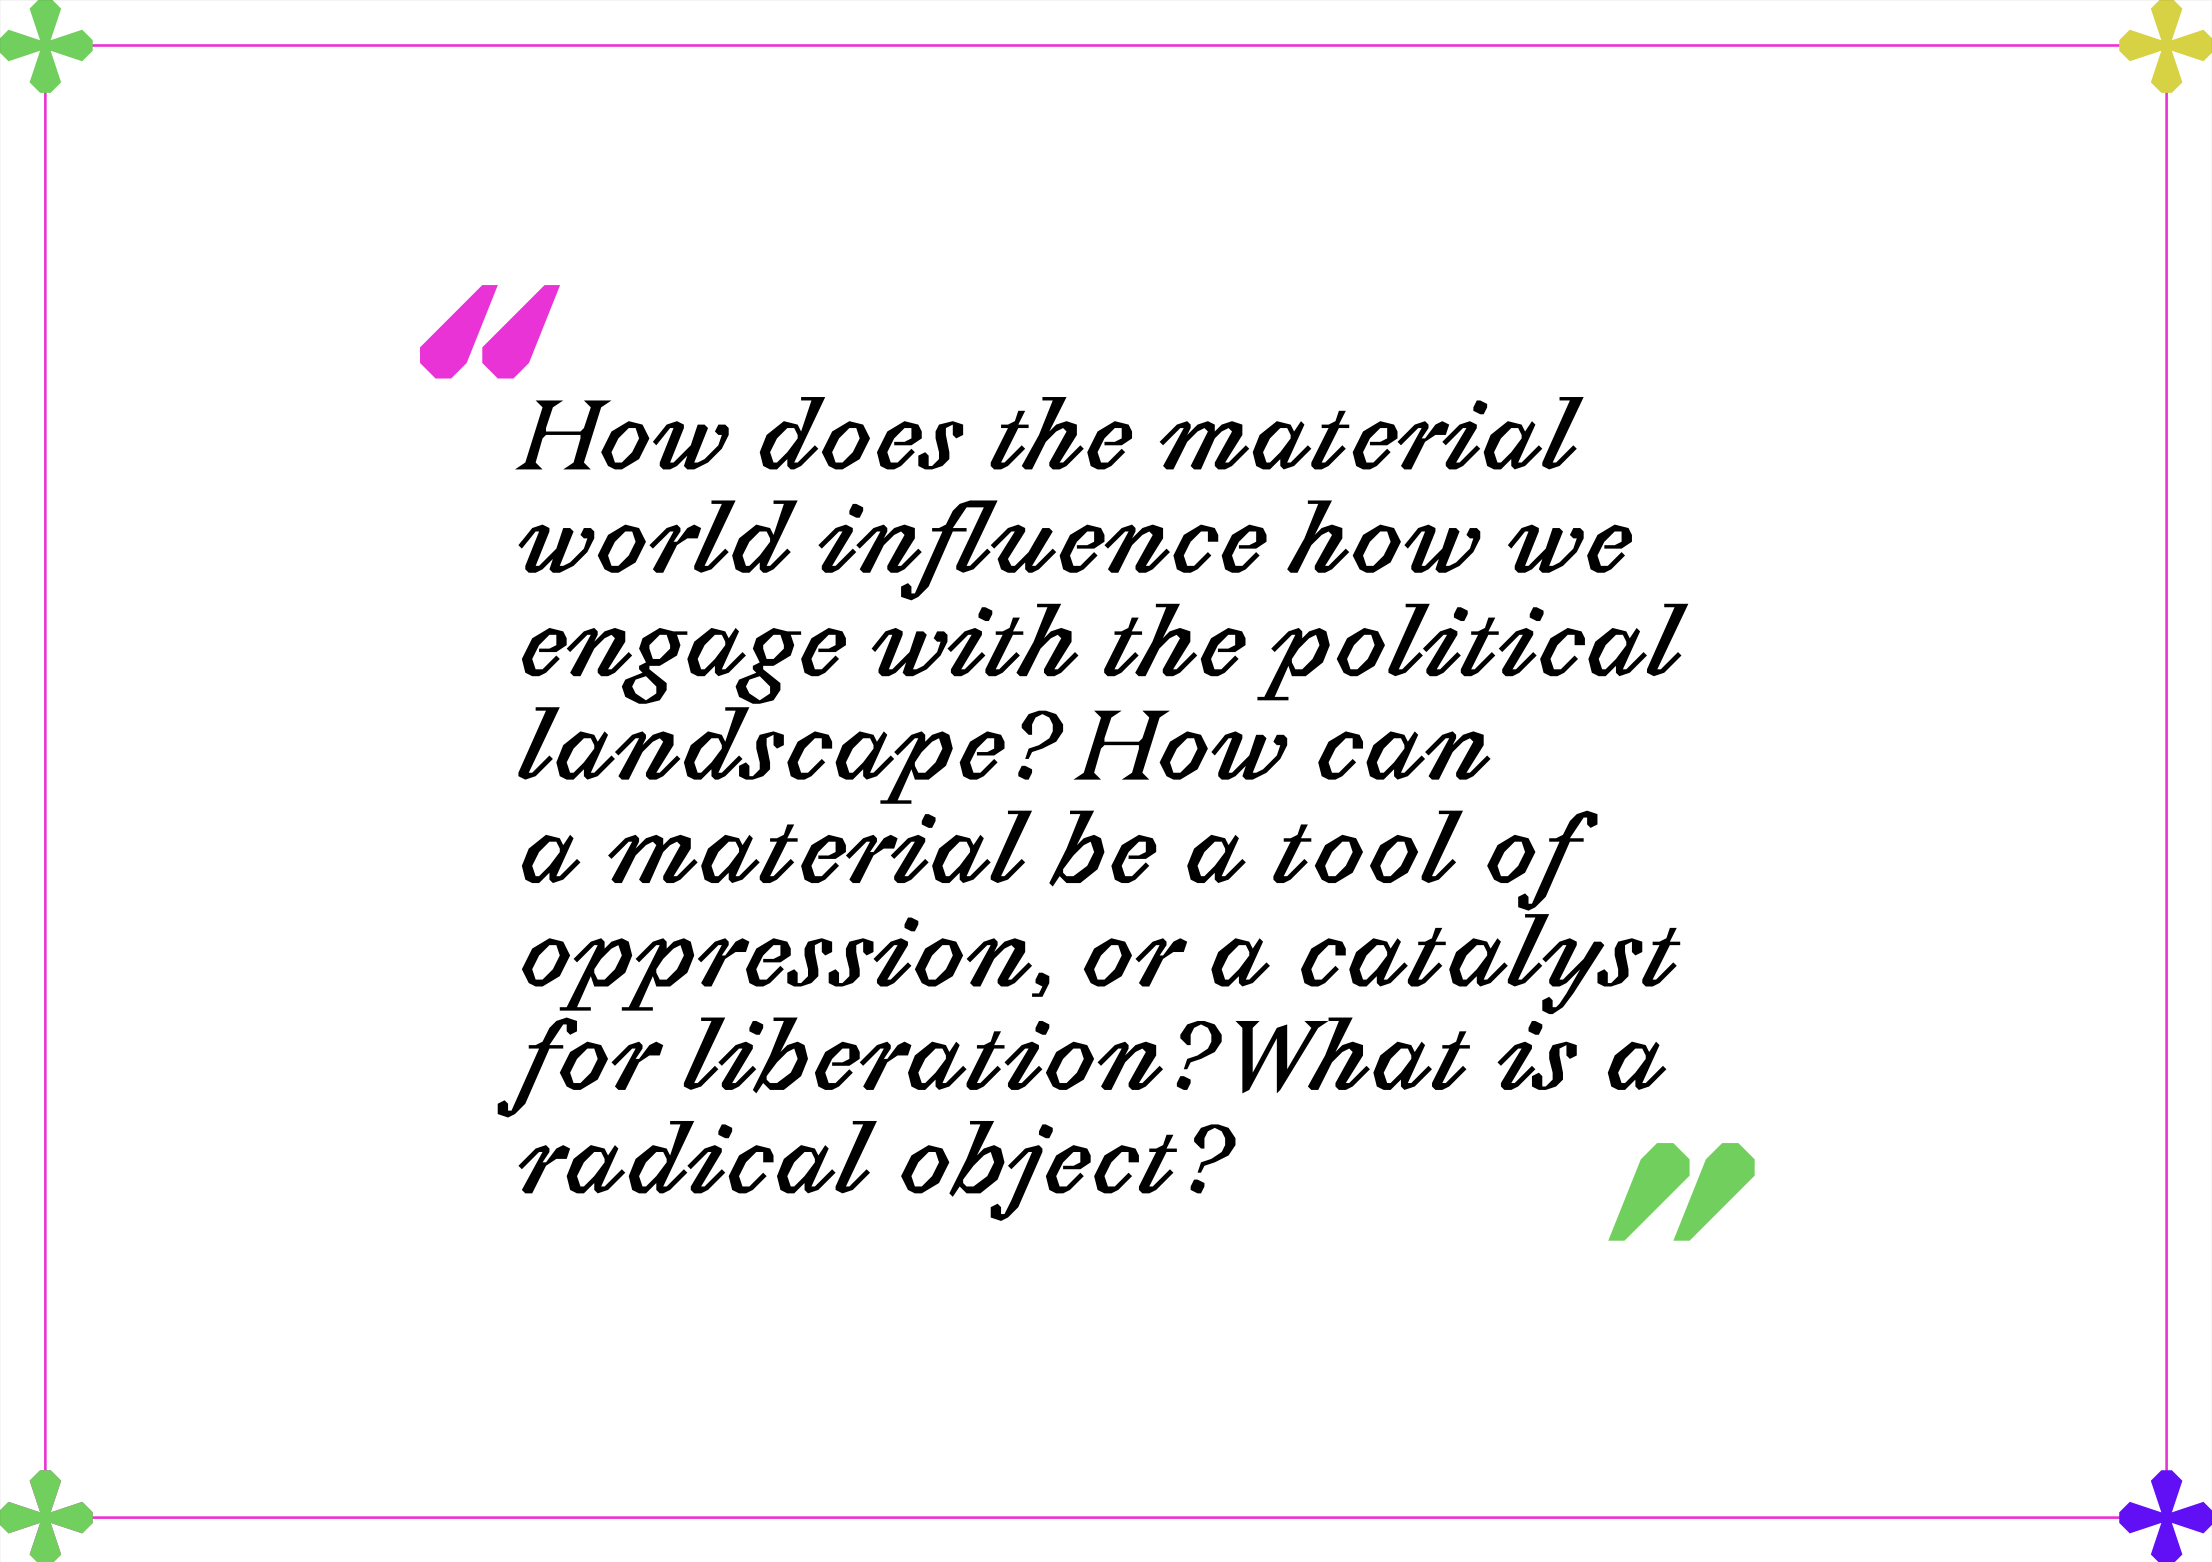 “
How does the material
world influence how we
engage with the political
landscape? How can
a material be a tool of
oppression, or a catalyst
for liberation? What is a
radical object?
”